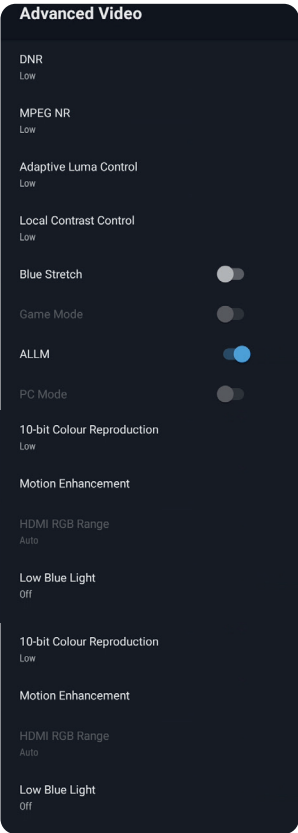 Advanced Video
DNR
Low
MPEG NR
Low
Adaptive Luma Control
Low
Local Contrast Control
Low
Blue Stretch
Game Mode
ALLM
PC Mode
10-bit Colour Reproduction
Low
Motion Enhancement
HDMI RGB Range
Auto
Low Blue Light
Off
10-bit Colour Reproduction
Low
Motion Enhancement
HDMI RGB Range
Auto
Low Blue Light
Off